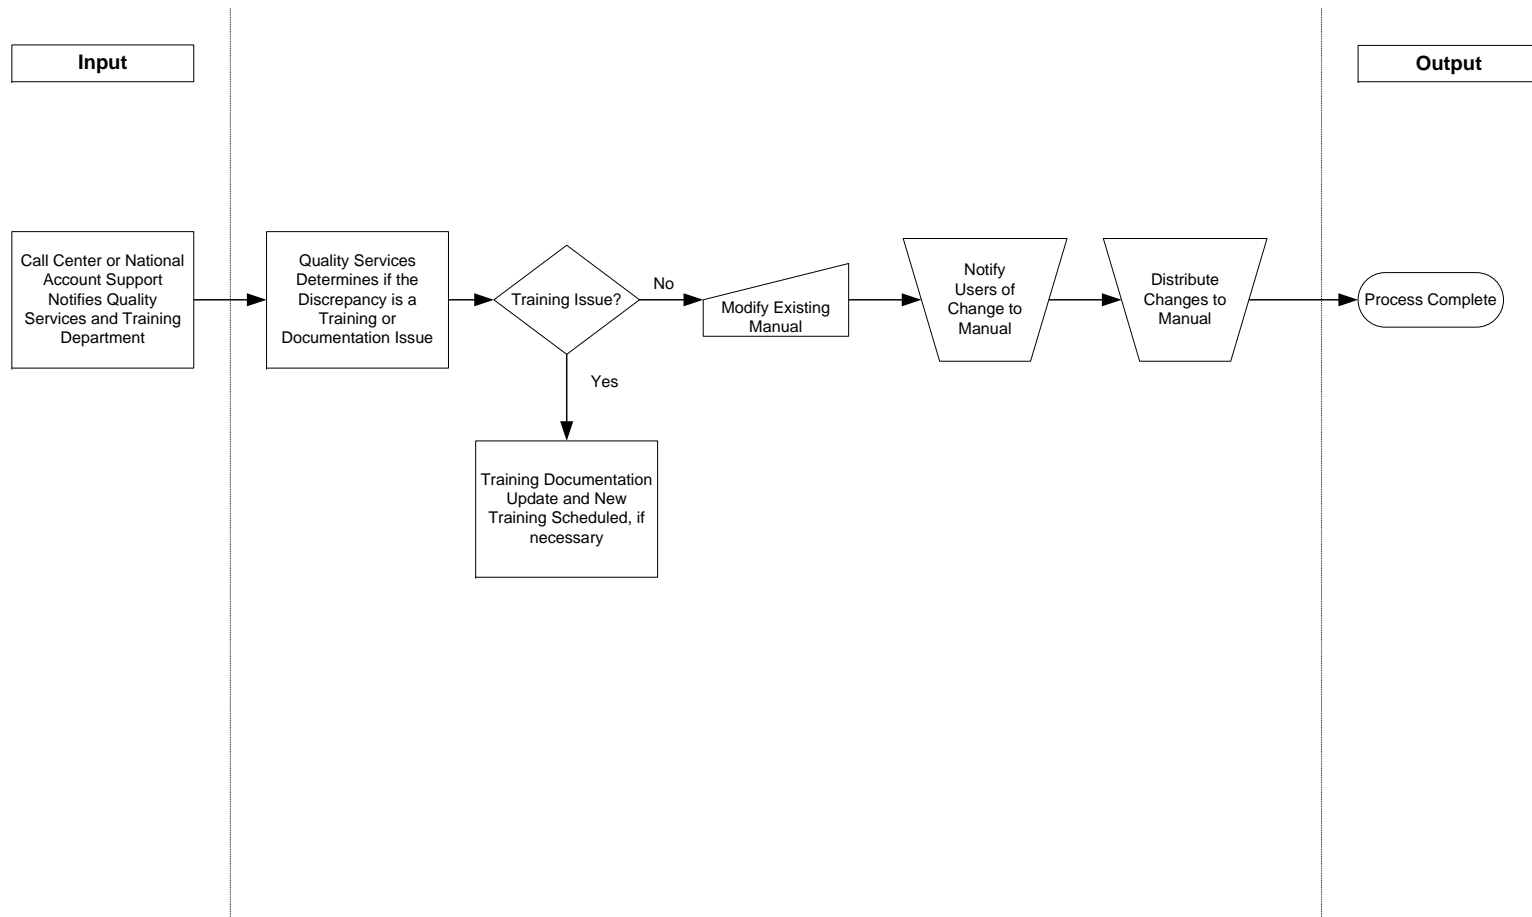 Input
Output
Call Center or National
Account Support
Notifies Quality
Services and Training
Department
Quality Services
Determines if the
Discrepancy is a
Training or
Documentation Issue
Training Issue?
No
Yes
Modify Existing
Manual
Notify
Users of
Change to
Manual
Distribute
Changes to
Manual
Process Complete
Training Documentation
Update and New
Training Scheduled, if
necessary